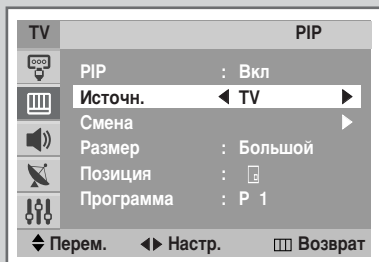 TV PIP
PIP : Вкл
Источн. TV
Смена
Размер : Большой
Позиция :
Программа : P 1
Перем. Настр. Возврат